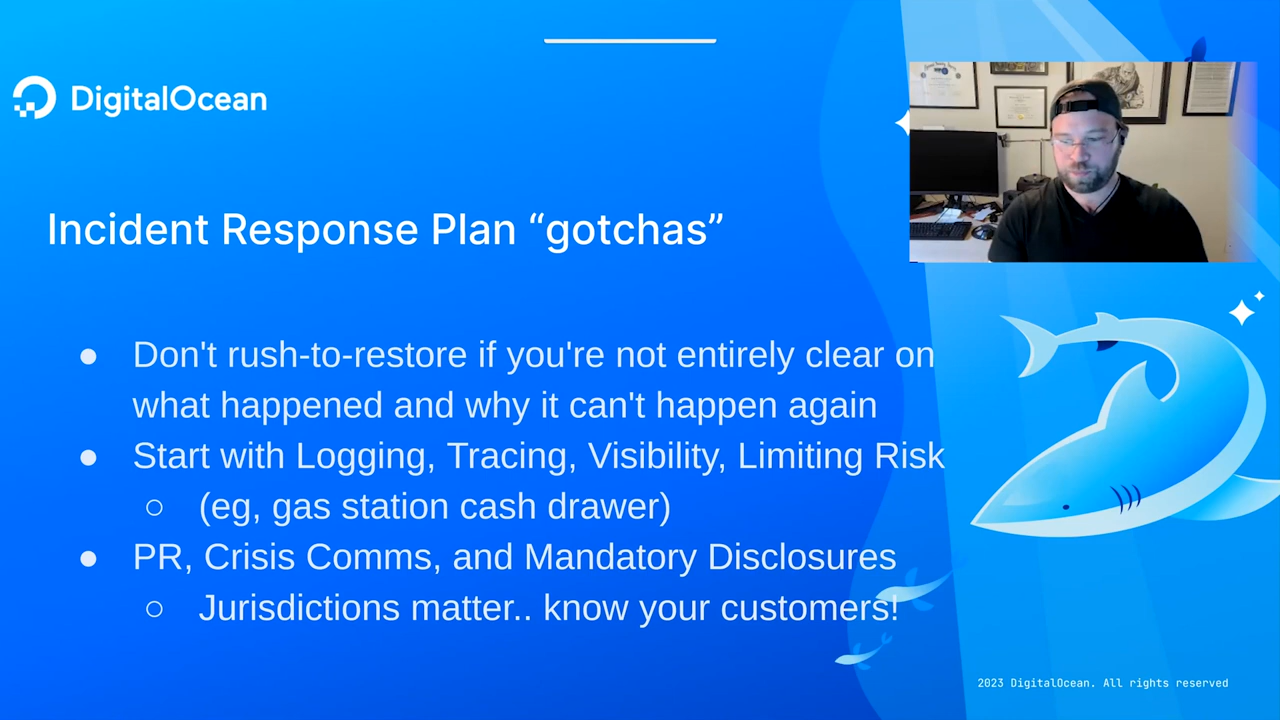 DigitalOcean
Incident Response Plan “gotchas”
● Don't rush-to-restore if you're not entirely clear on
what happened and why it can't happen again
● Start with Logging, Tracing, Visibility, Limiting Risk
○ (eg, gas station cash drawer)
● PR, Crisis Comms, and Mandatory Disclosures
○ Jurisdictions matter.. know your customers!
2023 DigitalOcean. All rights reserved